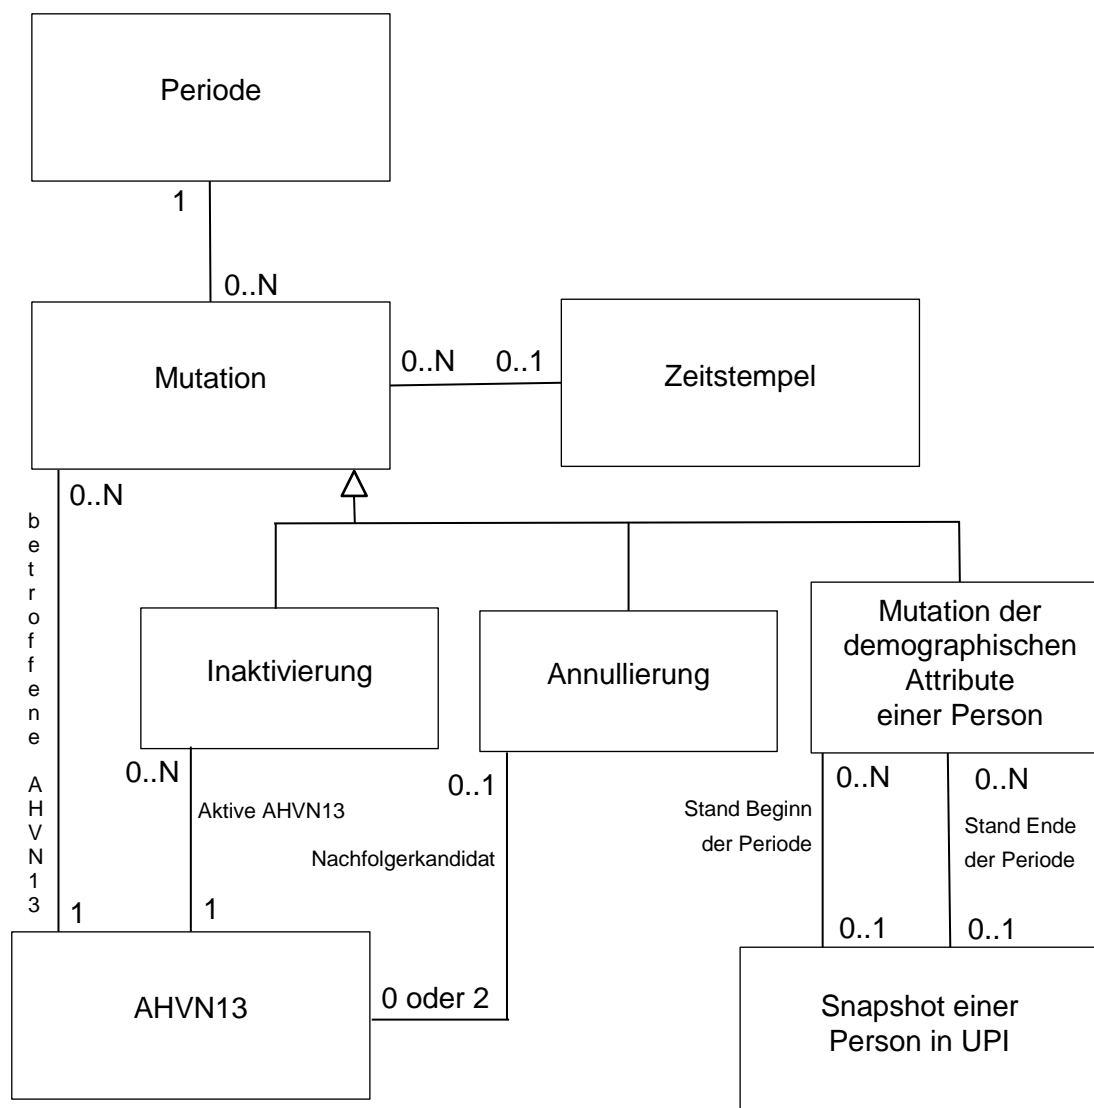 Periode
1
0..N
Mutation
0..N 0..1
Zeitstempel
0..N
betroffene AHVN13
Inaktivierung
Annullierung
Mutation der
demographischen
Attribute
einer Person
0..N
Aktive AHVN13
1
0..1
Nachfolgerkandidat
0..N
Stand Beginn
der Periode
0..1
0..N
Stand Ende
der Periode
0..1
1
AHVN13
0 oder 2
Snapshot einer
Person in UPI